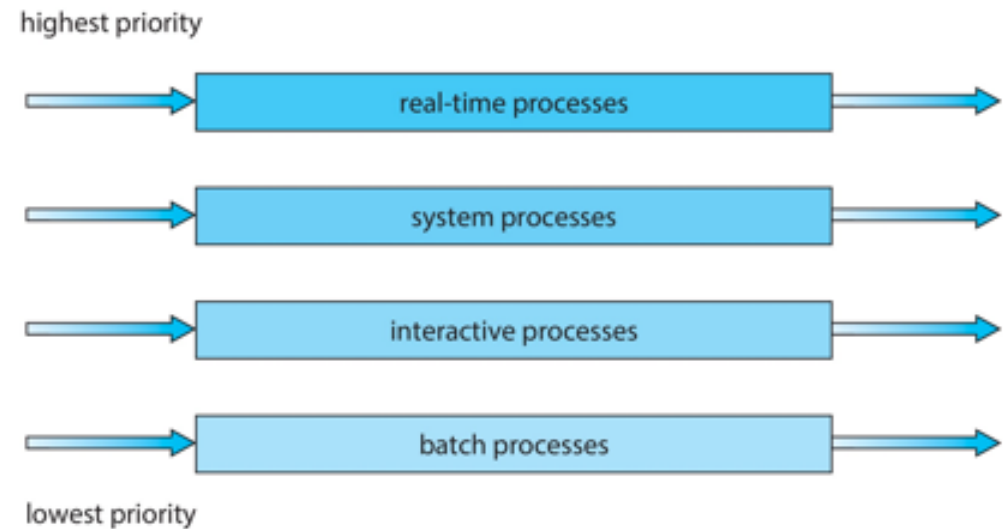 highest priority
real-time processes
system processes
interactive processes
batch processes
lowest priority